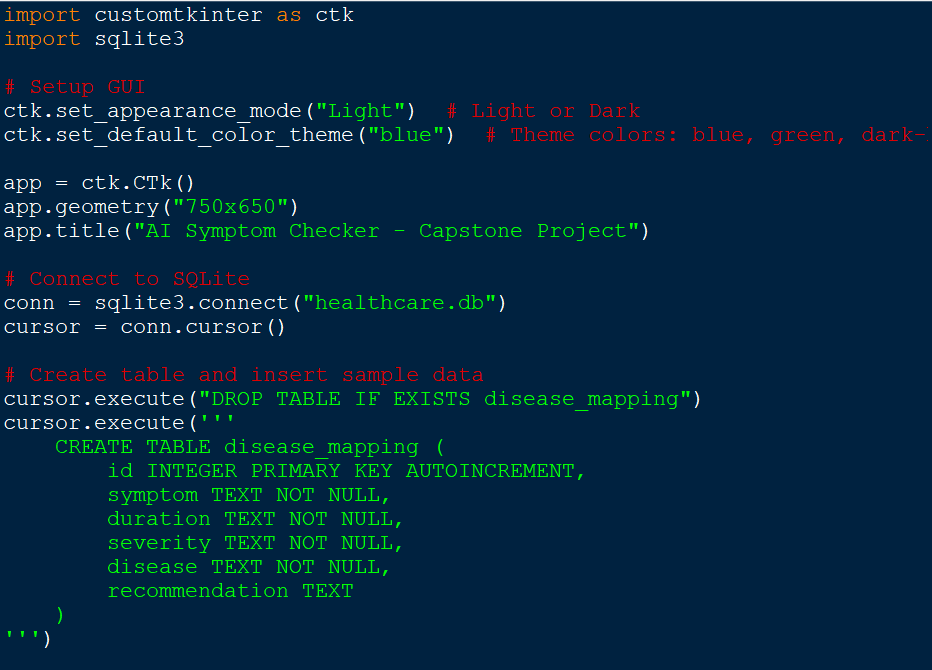 import customtkinter as ctk
import sqlite3
# Setup GUI
ctk.set_appearance_mode("Light")  # Light or Dark
ctk.set_default_color_theme("blue")  # Theme colors: blue, green, dark-
app = ctk.CTk()
app.geometry("750x650")
app.title("AI Symptom Checker - Capstone Project")
# Connect to SQLite
conn = sqlite3.connect("healthcare.db")
cursor = conn.cursor()
# Create table and insert sample data
cursor.execute("DROP TABLE IF EXISTS disease_mapping")
cursor.execute('''
    CREATE TABLE disease_mapping (
        id INTEGER PRIMARY KEY AUTOINCREMENT,
        symptom TEXT NOT NULL,
        duration TEXT NOT NULL,
        severity TEXT NOT NULL,
        disease TEXT NOT NULL,
        recommendation TEXT
    )
''')